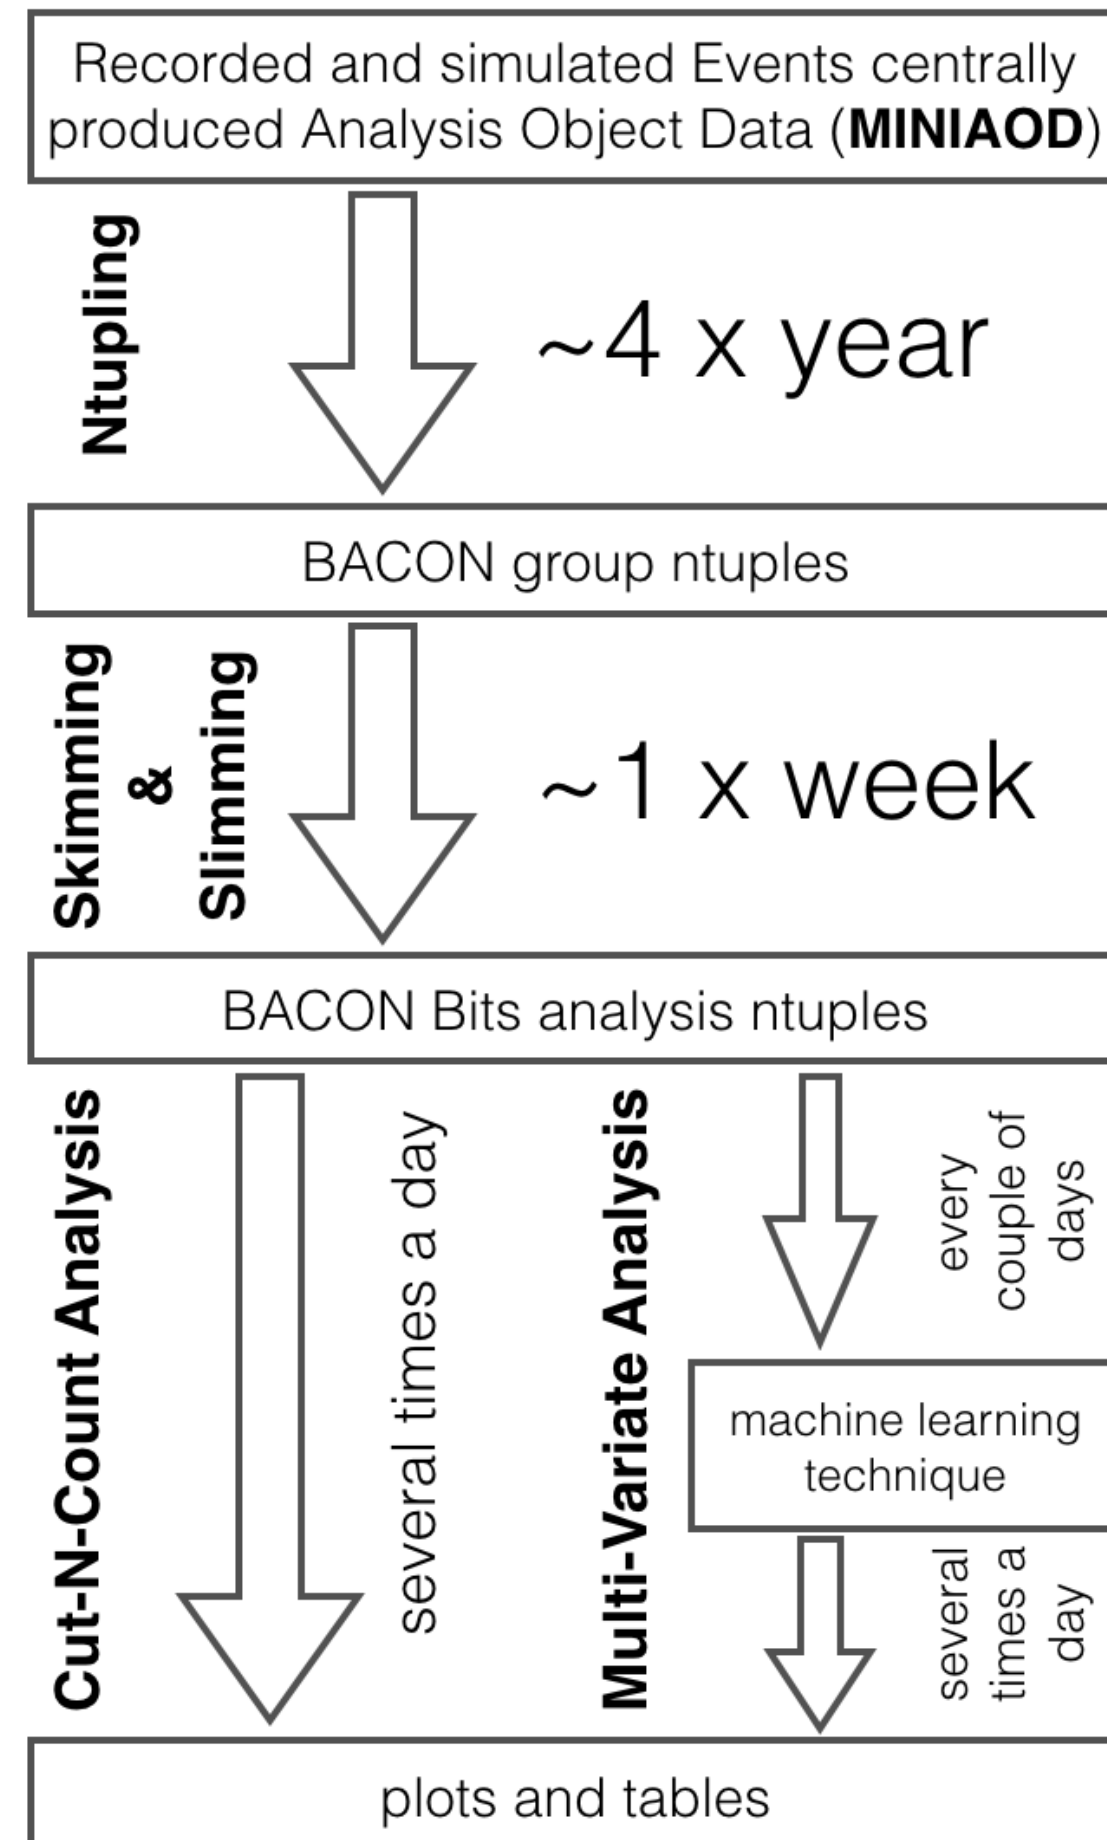 Recorded and simulated Events centrally
produced Analysis Object Data (MINIAOD)
Ntupling
~4 x year
BACON group ntuples
Skimming
&
Slimming
~1 x week
BACON Bits analysis ntuples
Cut-N-Count Analysis
several times a day
Multi-Variate Analysis
every
couple of
days
machine learning
technique
several
times a
day
plots and tables